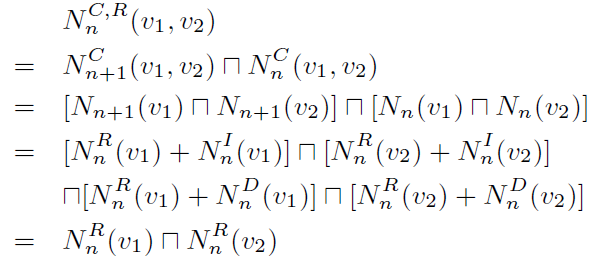 N_n^{C,R}(v_1, v_2)
= N_{n+1}^C(v_1, v_2) ⊓ N_n^C(v_1, v_2)
= [N_{n+1}(v_1) ⊓ N_{n+1}(v_2)] ⊓ [N_n(v_1) ⊓ N_n(v_2)]
= [N_n^R(v_1) + N_n^I(v_1)] ⊓ [N_n^R(v_2) + N_n^I(v_2)]
⊓[N_n^R(v_1) + N_n^D(v_1)] ⊓ [N_n^R(v_2) + N_n^D(v_2)]
= N_n^R(v_1) ⊓ N_n^R(v_2)